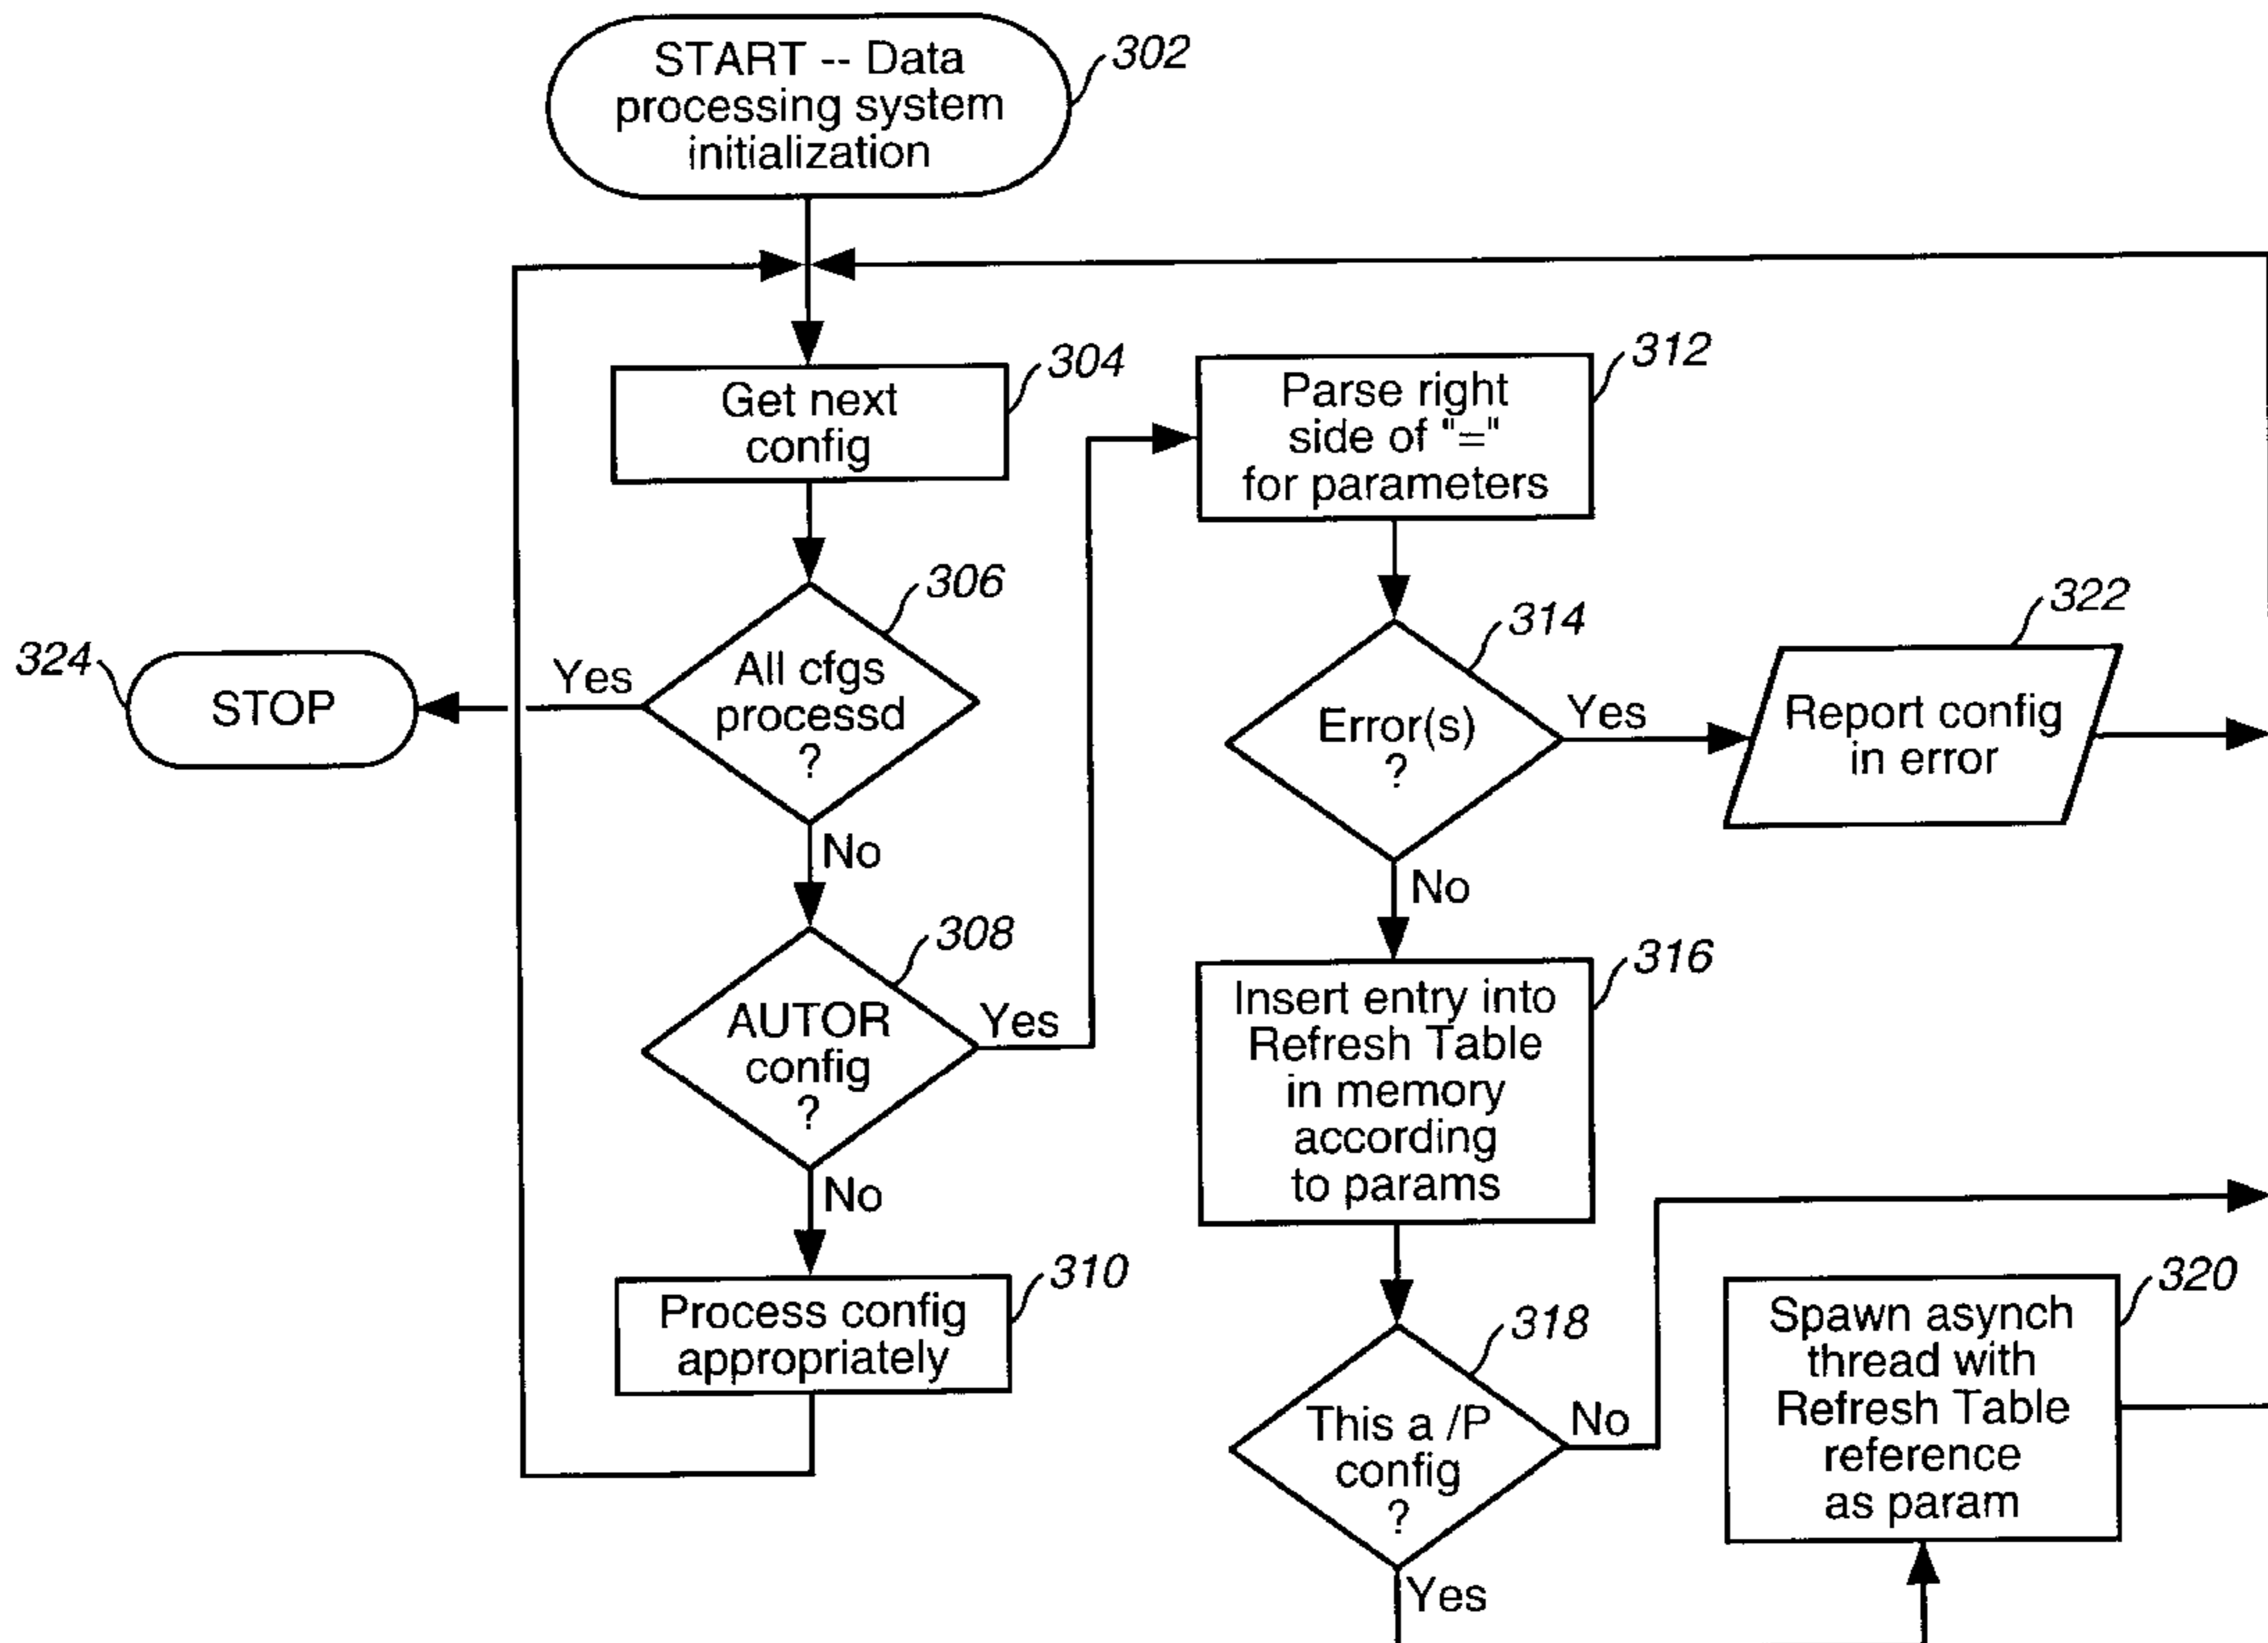 START -- Data
processing system
initialization
302
Get next
config
304
All cfgs
processd
?
306
Yes
No
STOP
324
AUTOR
config
?
308
Yes
No
Process config
appropriately
310
Parse right
side of "="
for parameters
312
Error(s)
?
314
Yes
No
Report config
in error
322
Insert entry into
Refresh Table
in memory
according
to params
316
This a /P
config
?
318
No
Yes
Spawn asynch
thread with
Refresh Table
reference
as param
320